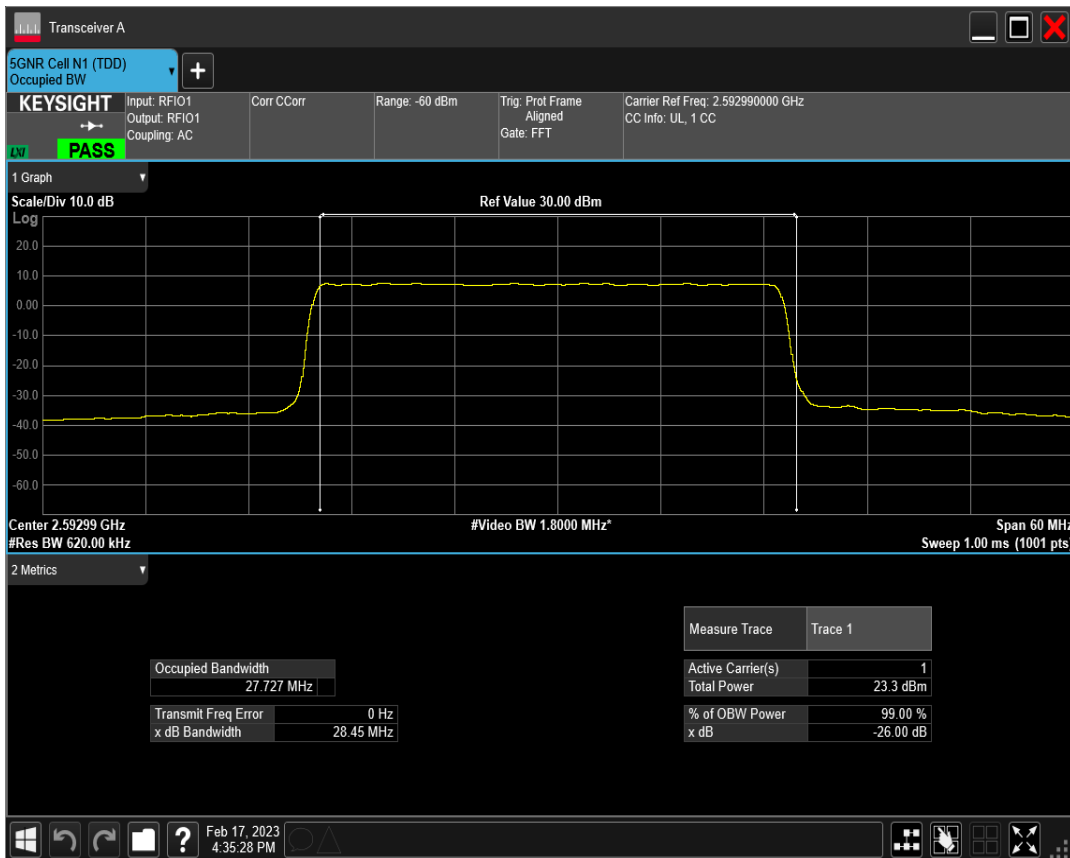 Transceiver A
5GNR Cell N1 (TDD)
Occupied BW
+
KEYSIGHT
LXI
PASS
Input: RFIO1
Output: RFIO1
Coupling: AC
Corr CCorr
Range: -60 dBm
Trig: Prot Frame
Aligned
Gate: FFT
Carrier Ref Freq: 2.592990000 GHz
CC Info: UL, 1 CC
1 Graph
Scale/Div 10.0 dB
Ref Value 30.00 dBm
Log
20.0
10.0
0.00
-10.0
-20.0
-30.0
-40.0
-50.0
-60.0
Center 2.59299 GHz
#Video BW 1.8000 MHz*
Span 60 MHz
#Res BW 620.00 kHz
Sweep 1.00 ms (1001 pts)
2 Metrics
Measure Trace Trace 1
Occupied Bandwidth
27.727 MHz
Active Carrier(s) 1
Total Power 23.3 dBm
Transmit Freq Error 0 Hz
x dB Bandwidth 28.45 MHz
% of OBW Power 99.00 %
x dB -26.00 dB
?
Feb 17, 2023
4:35:28 PM